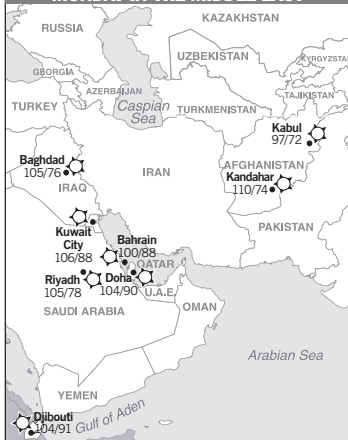 KAZAKHSTAN
RUSSIA
UZBEKISTAN
KYRGYZSTAN
GEORGIA
AZERBAIJAN
TAJIKISTAN
TURKEY
Caspian
Sea
TURKMENISTAN
Kabul
97/72
Baghdad
105/76
IRAN
AFGHANISTAN
Kandahar
110/74
IRAQ
PAKISTAN
Kuwait
City
106/88
Bahrain
100/88
QATAR
Riyadh
105/78
Doha
104/90
U.A.E.
OMAN
SAUDI ARABIA
Arabian Sea
YEMEN
Djibouti
104/91
Gulf of Aden